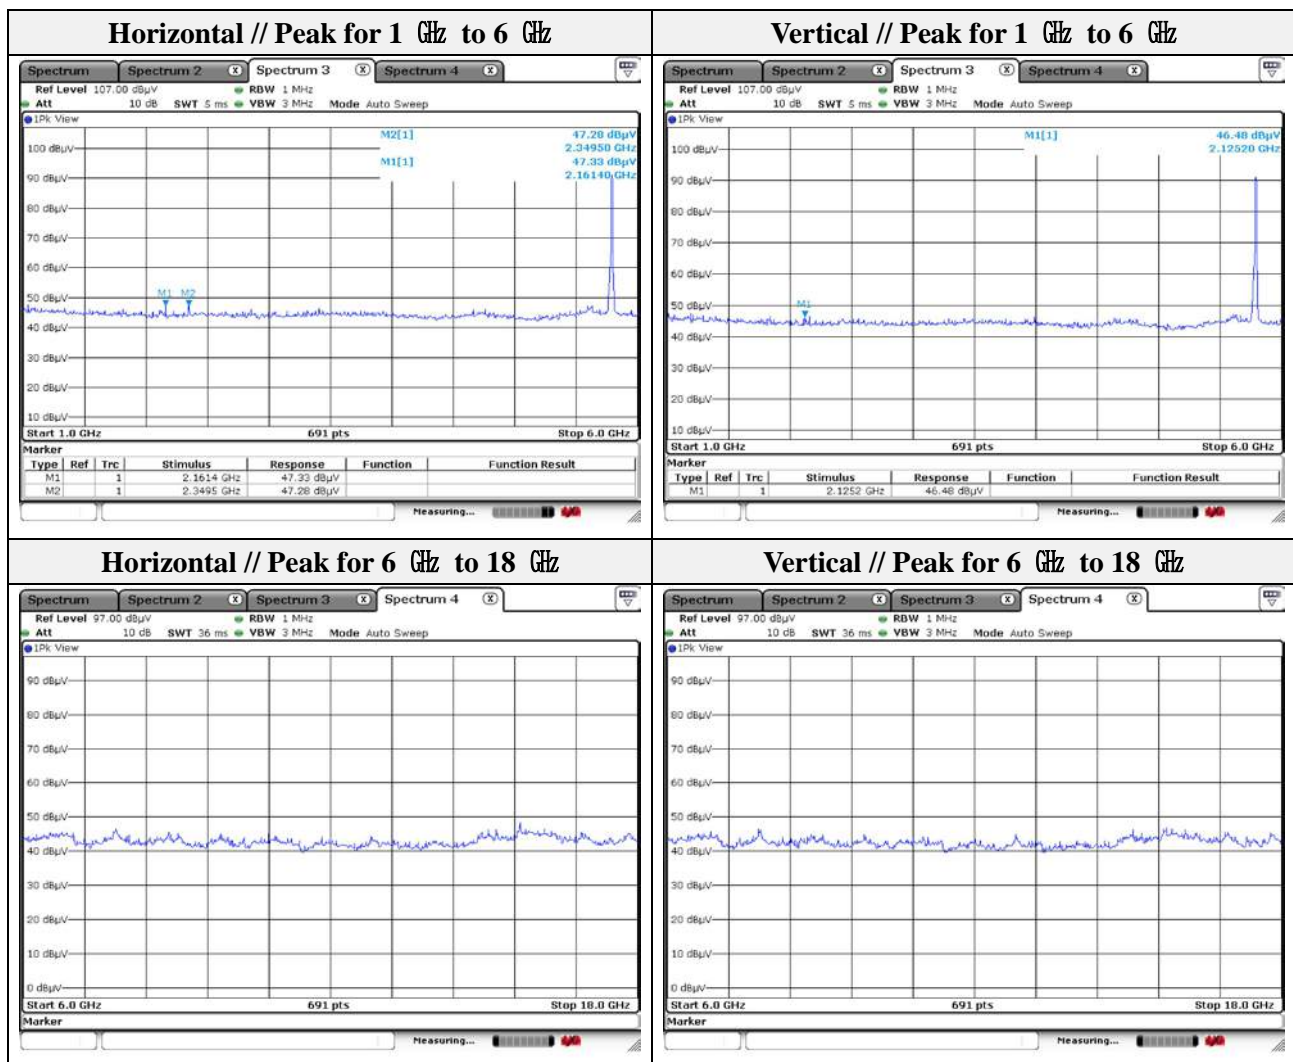 Horizontal // Peak for 1 ㎓ to 6 ㎓
Spectrum Spectrum 2 Spectrum 3 Spectrum 4
Ref Level 107.00 dBµV RBW 1 MHz
Att 10 dB SWT 5 ms VBW 3 MHz Mode Auto Sweep
1Pk View
M2[1] 47.28 dBµV
2.34950 GHz
M1[1] 47.33 dBµV
2.16140 GHz
100 dBµV
90 dBµV
80 dBµV
70 dBµV
60 dBµV
50 dBµV
M1 M2
40 dBµV
30 dBµV
20 dBµV
10 dBµV
Start 1.0 GHz 691 pts Stop 6.0 GHz
Marker
Type Ref Trc Stimulus Response Function Function Result
M1 1 2.1614 GHz 47.33 dBµV
M2 1 2.3495 GHz 47.28 dBµV
Measuring...
Vertical // Peak for 1 ㎓ to 6 ㎓
Spectrum Spectrum 2 Spectrum 3 Spectrum 4
Ref Level 107.00 dBµV RBW 1 MHz
Att 10 dB SWT 5 ms VBW 3 MHz Mode Auto Sweep
1Pk View
M1[1] 46.48 dBµV
2.12520 GHz
100 dBµV
90 dBµV
80 dBµV
70 dBµV
60 dBµV
50 dBµV
M1
40 dBµV
30 dBµV
20 dBµV
10 dBµV
Start 1.0 GHz 691 pts Stop 6.0 GHz
Marker
Type Ref Trc Stimulus Response Function Function Result
M1 1 2.1252 GHz 46.48 dBµV
Measuring...
Horizontal // Peak for 6 ㎓ to 18 ㎓
Spectrum Spectrum 2 Spectrum 3 Spectrum 4
Ref Level 97.00 dBµV RBW 1 MHz
Att 10 dB SWT 36 ms VBW 3 MHz Mode Auto Sweep
1Pk View
90 dBµV
80 dBµV
70 dBµV
60 dBµV
50 dBµV
40 dBµV
30 dBµV
20 dBµV
10 dBµV
0 dBµV
Start 6.0 GHz 691 pts Stop 18.0 GHz
Marker
Measuring...
Vertical // Peak for 6 ㎓ to 18 ㎓
Spectrum Spectrum 2 Spectrum 3 Spectrum 4
Ref Level 97.00 dBµV RBW 1 MHz
Att 10 dB SWT 36 ms VBW 3 MHz Mode Auto Sweep
1Pk View
90 dBµV
80 dBµV
70 dBµV
60 dBµV
50 dBµV
40 dBµV
30 dBµV
20 dBµV
10 dBµV
0 dBµV
Start 6.0 GHz 691 pts Stop 18.0 GHz
Marker
Measuring...